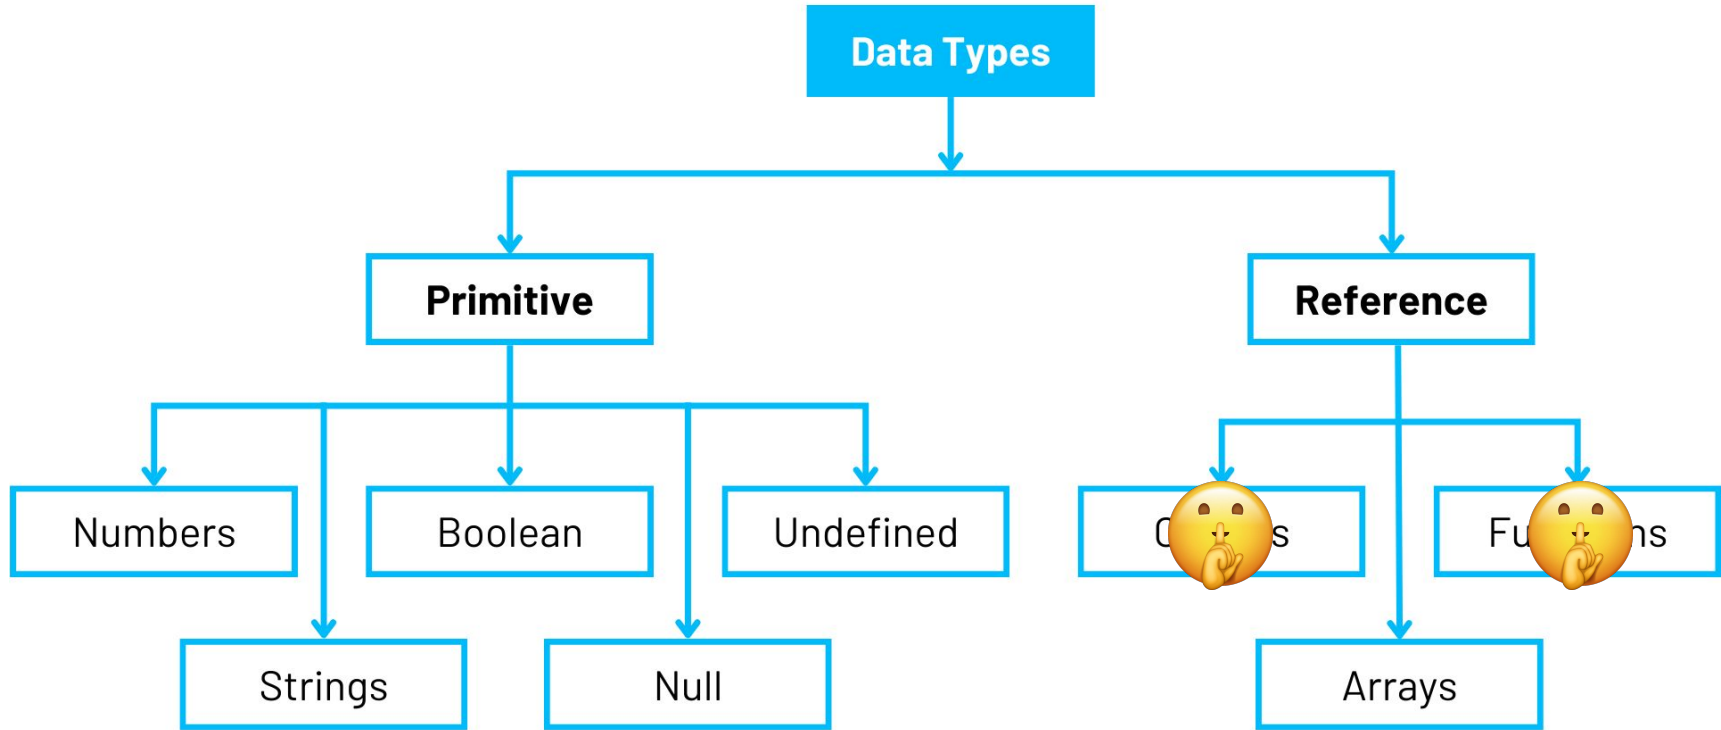 Data Types
Primitive
Reference
Numbers
Boolean
Undefined
Strings
Null
Arrays